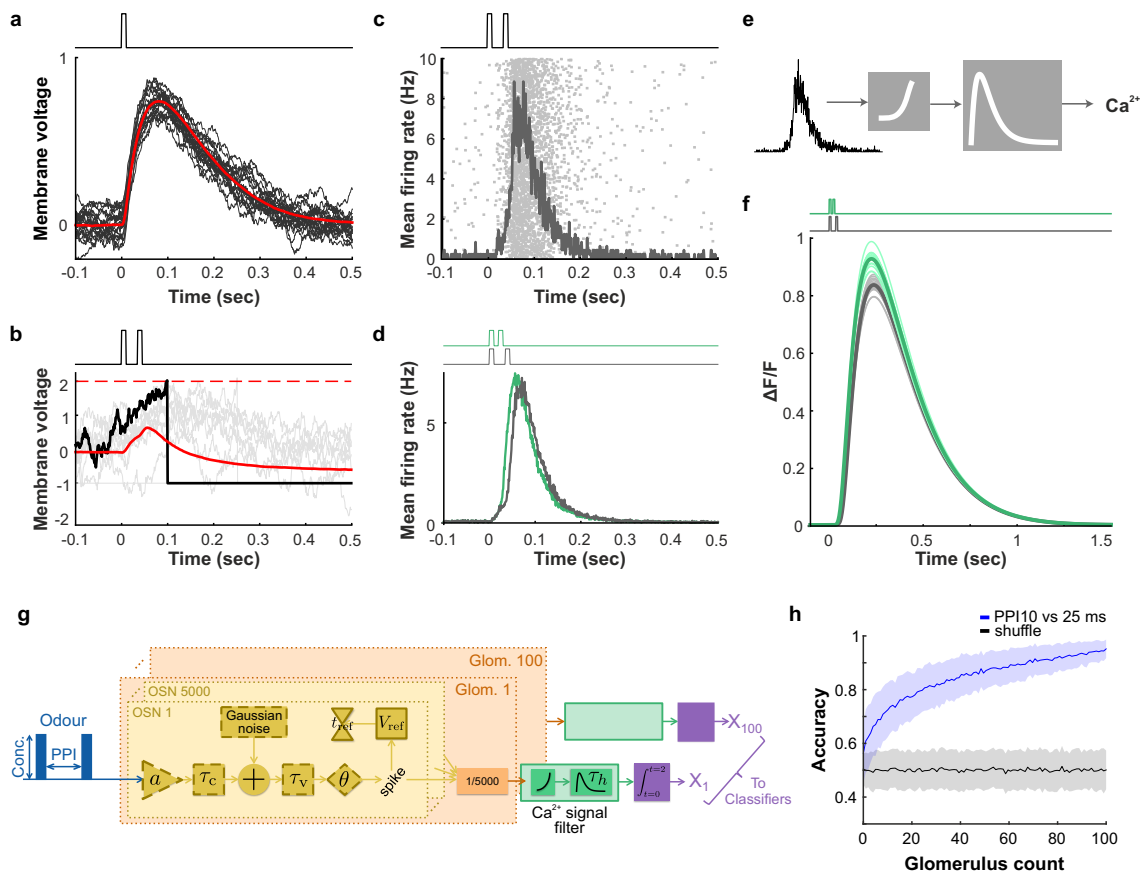 a
1
0
Membrane voltage
-0.1 0 0.1 0.2 0.3 0.4 0.5
Time (sec)
b
2
1
0
-1
-2
Membrane voltage
-0.1 0 0.1 0.2 0.3 0.4 0.5
Time (sec)
c
10
8
6
4
2
0
Mean firing rate (Hz)
-0.1 0 0.1 0.2 0.3 0.4 0.5
Time (sec)
d
5
0
Mean firing rate (Hz)
-0.1 0 0.1 0.2 0.3 0.4 0.5
Time (sec)
e
Ca²⁺
f
1
0.8
0.6
0.4
0.2
0
ΔF/F
0 0.5 1 1.5
Time (sec)
g
Glom. 100
Glom. 1
OSN 5000
OSN 1
Odour
Conc.
PPI
Gaussian noise
a
τc
+
τv
θ
tref
Vref
spike
1/5000
τh
Ca²⁺ signal
filter
∫ t=2 t=0
X100
X1
To
Classifiers
h
PPI10 vs 25 ms
shuffle
1
0.8
0.6
0.4
Accuracy
0 20 40 60 80 100
Glomerulus count